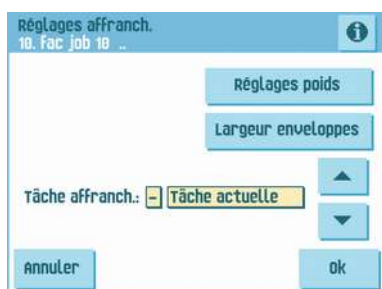 Réglages affranch.
10. Fac job 10 ..
Réglages poids
Largeur enveloppes
Tâche affranch.: - Tâche actuelle
Annuler
Ok